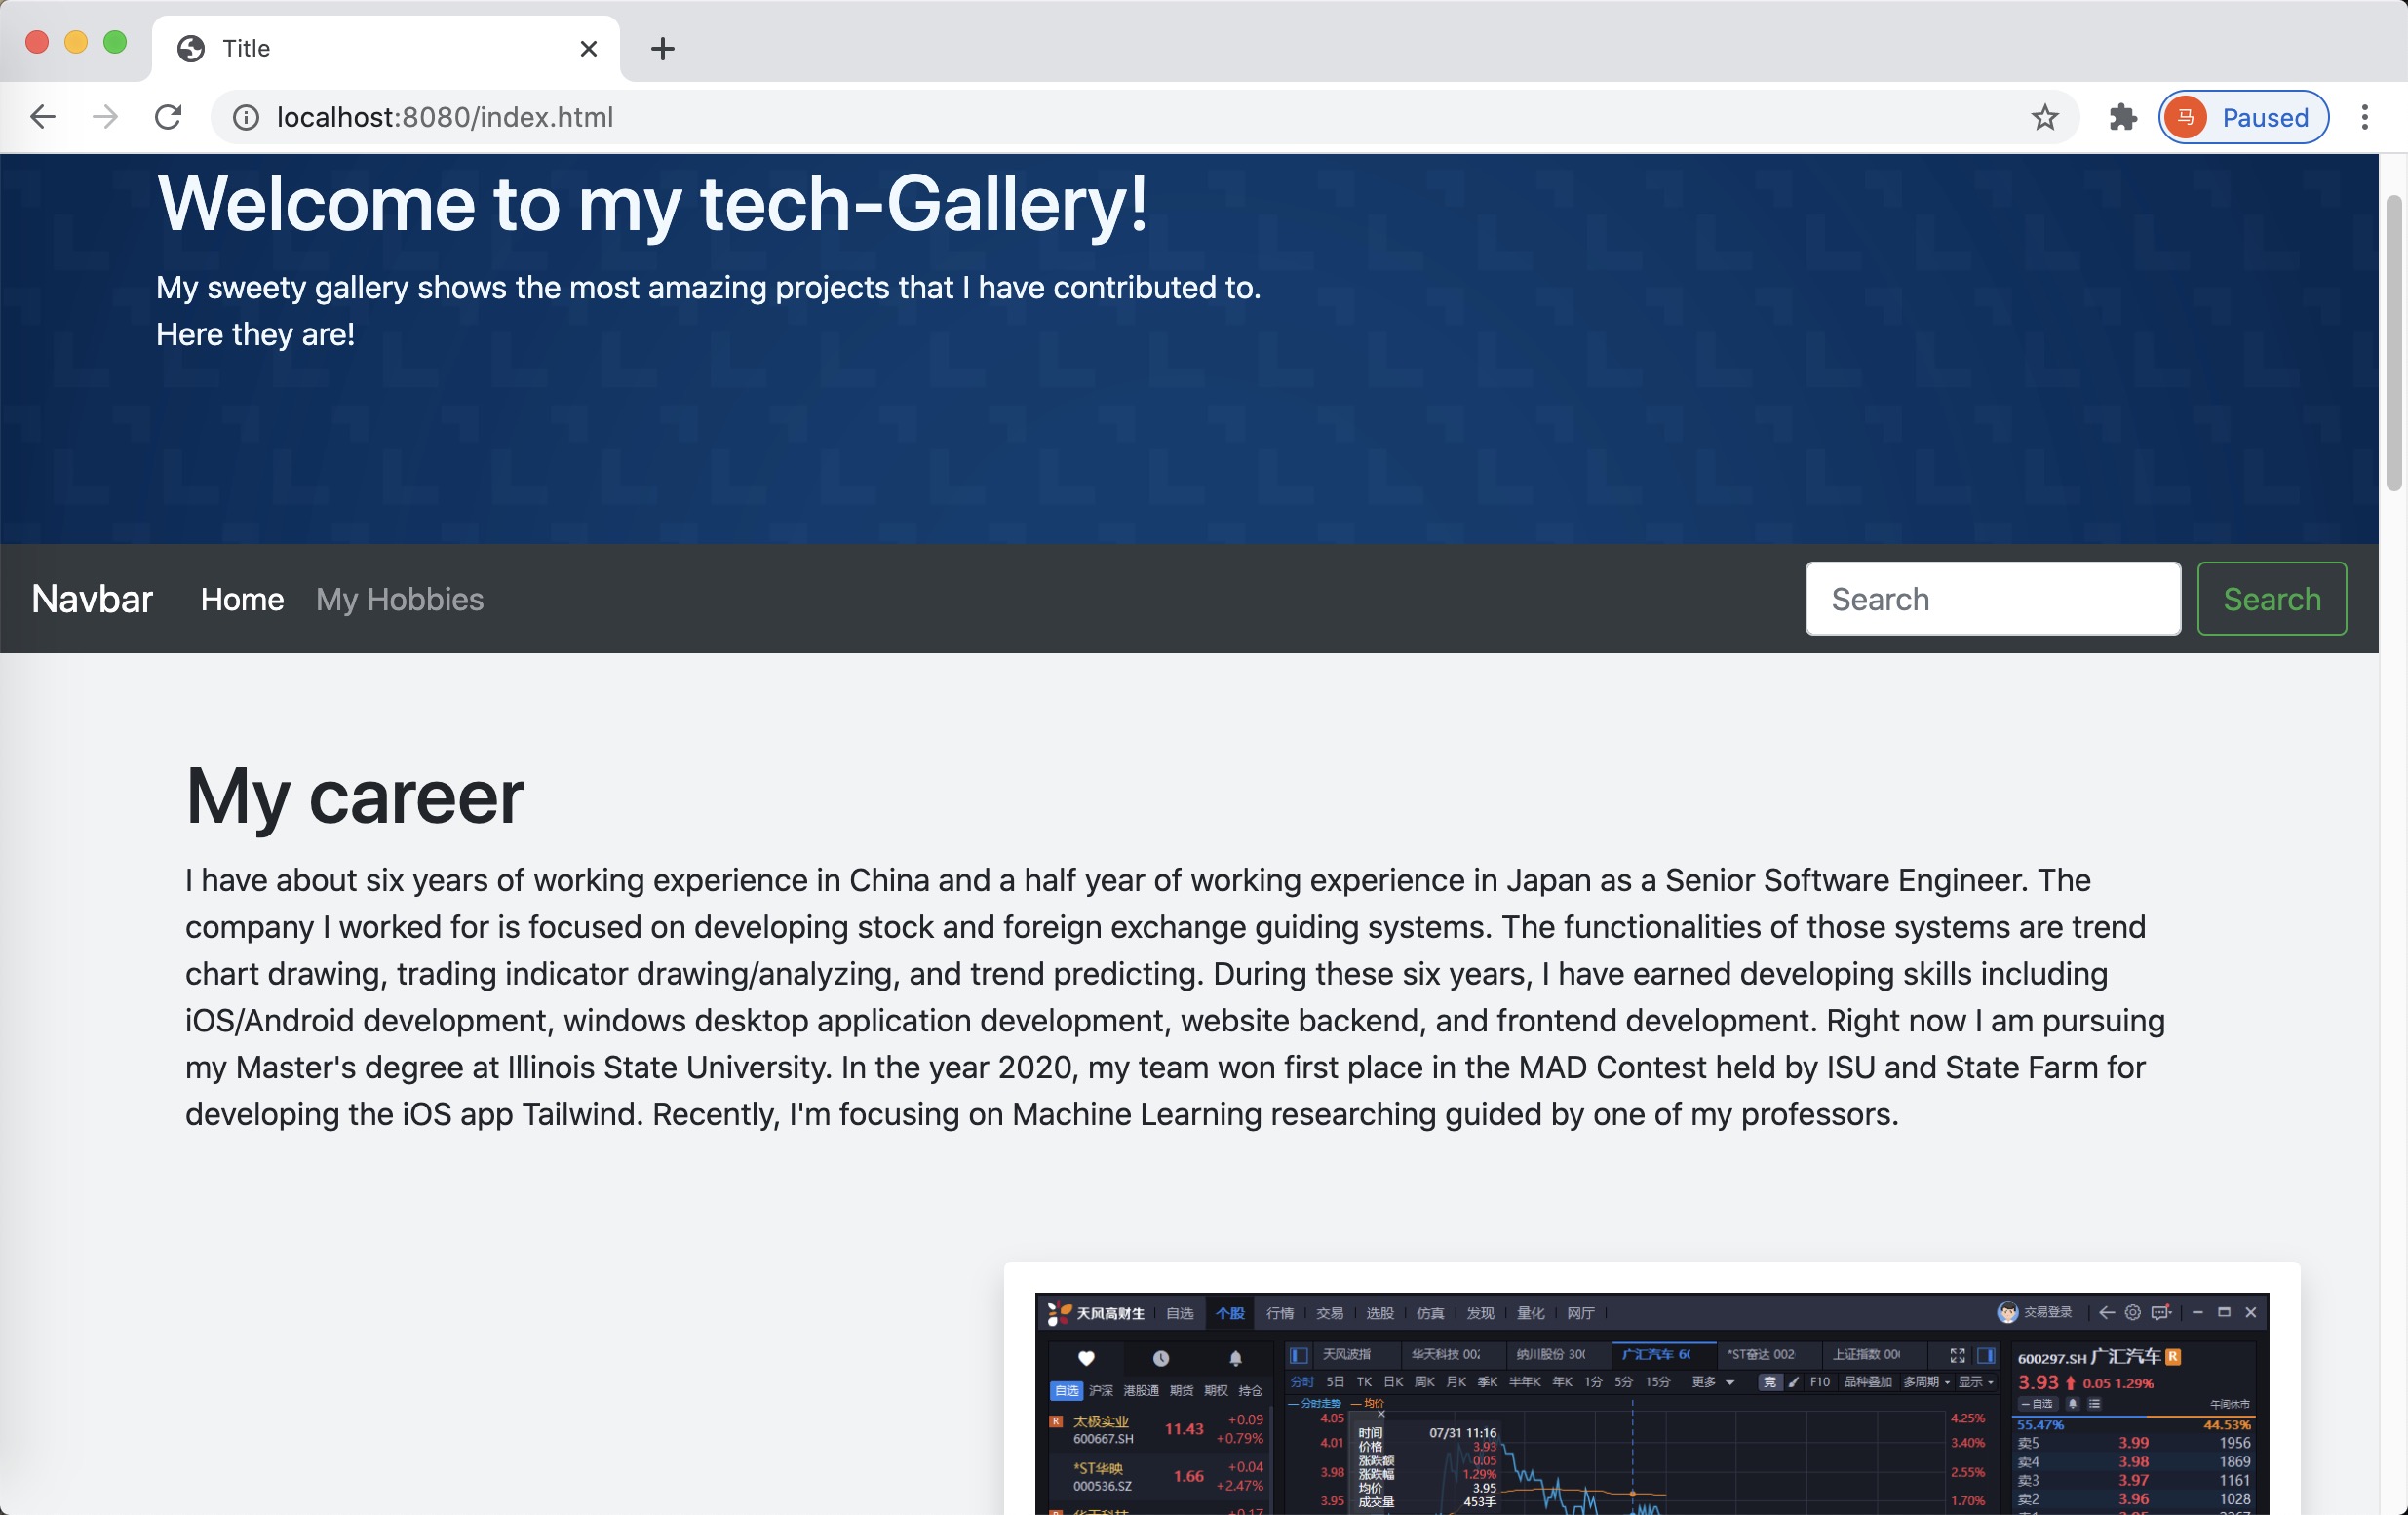 Title
localhost:8080/index.html
马 Paused
Welcome to my tech-Gallery!
My sweety gallery shows the most amazing projects that I have contributed to.
Here they are!
Navbar Home My Hobbies Search Search
My career
I have about six years of working experience in China and a half year of working experience in Japan as a Senior Software Engineer. The
company I worked for is focused on developing stock and foreign exchange guiding systems. The functionalities of those systems are trend
chart drawing, trading indicator drawing/analyzing, and trend predicting. During these six years, I have earned developing skills including
iOS/Android development, windows desktop application development, website backend, and frontend development. Right now I am pursuing
my Master's degree at Illinois State University. In the year 2020, my team won first place in the MAD Contest held by ISU and State Farm for
developing the iOS app Tailwind. Recently, I'm focusing on Machine Learning researching guided by one of my professors.
天风高财生 自选 个股 行情 交易 选股 仿真 发现 量化 网厅 交易登录
天风波指 华天科技 00 纳川股份 30 广汇汽车 6 *ST奋达 002 上证指数 00
600297.SH 广汇汽车 R
自选 沪深 港股通 期货 期权 持仓
分时 5日 TK 日K 周K 月K 季K 半年K 年K 1分 5分 15分 更多 竞 F10 品种叠加 多周期 显示
3.93 0.05 1.29%
分时走势 均价
自选 午间休市
R 太极实业 11.43 +0.09
600667.SH +0.79%
4.05 4.25%
55.47% 44.53%
时间 07/31 11:16
价格 3.93
涨跌额 0.05
涨跌幅 1.29%
均价 3.95
成交量 453手
4.01 3.40%
卖5 3.99 1956
卖4 3.98 1869
*ST华映 1.66 +0.04
000536.SZ +2.47%
3.98 2.55%
卖3 3.97 1161
卖2 3.96 1028
3.95 1.70%